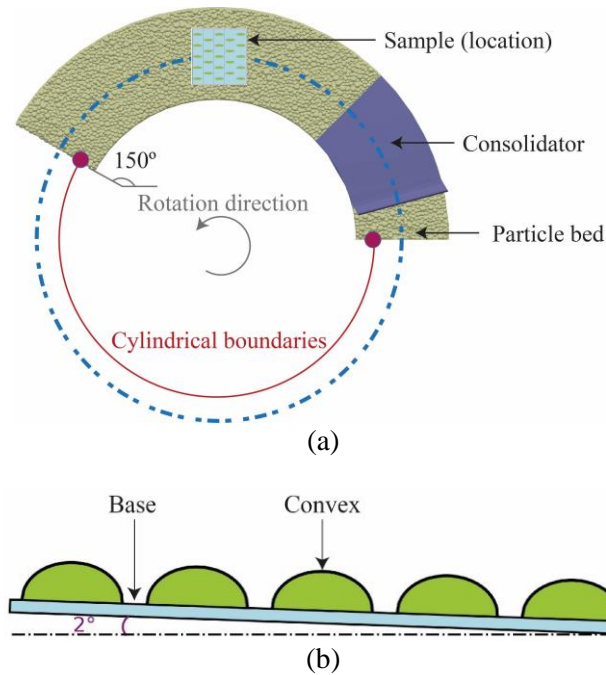 Sample (location)
Consolidator
150º
Rotation direction
Particle bed
Cylindrical boundaries
(a)
Base
Convex
2°
(b)